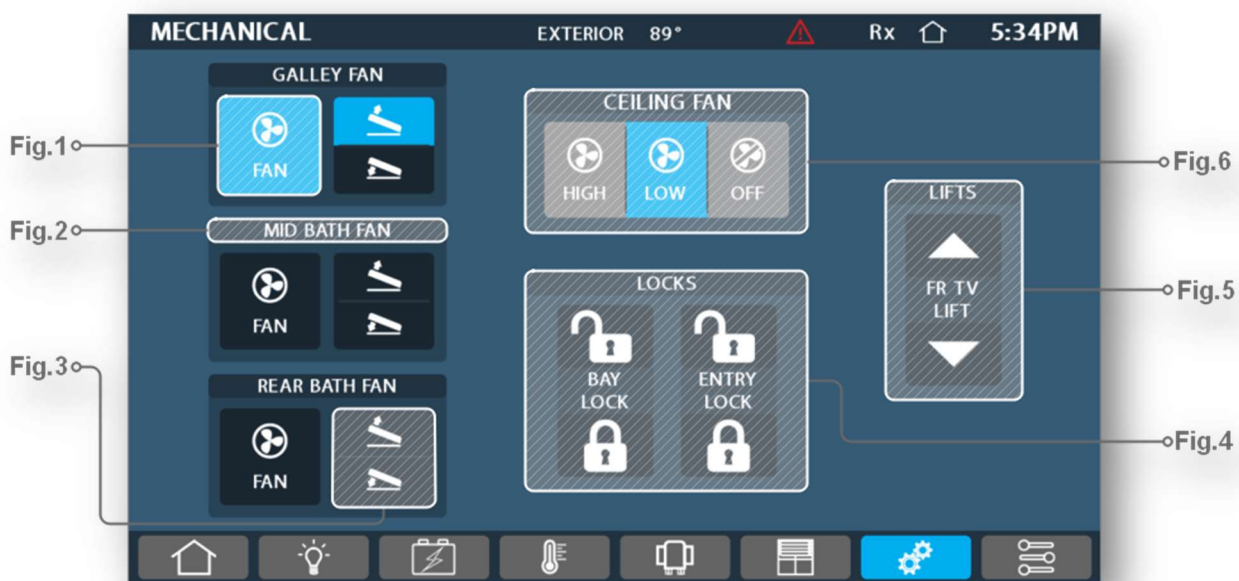 MECHANICAL EXTERIOR 89° Rx 5:34PM
GALLEY FAN
FAN
MID BATH FAN
FAN
REAR BATH FAN
FAN
CEILING FAN
HIGH LOW OFF
LOCKS
BAY
LOCK
ENTRY
LOCK
LIFTS
FR TV
LIFT
Fig.1
Fig.2
Fig.3
Fig.6
Fig.5
Fig.4